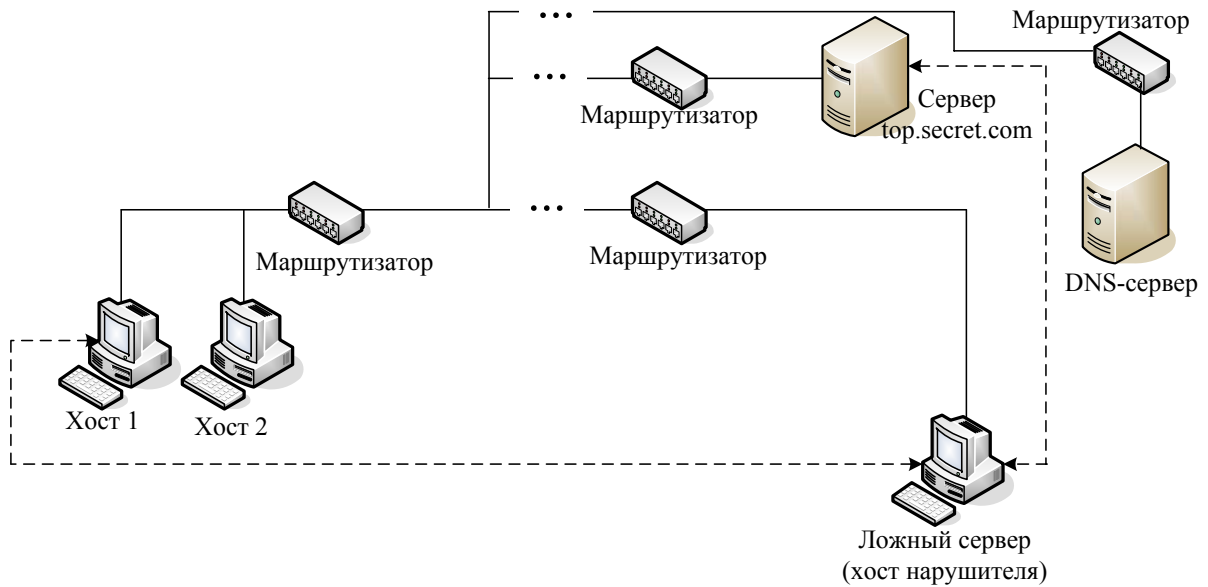 Маршрутизатор
Маршрутизатор
Сервер
top.secret.com
Маршрутизатор
Маршрутизатор
DNS-сервер
Хост 1
Хост 2
Ложный сервер
(хост нарушителя)